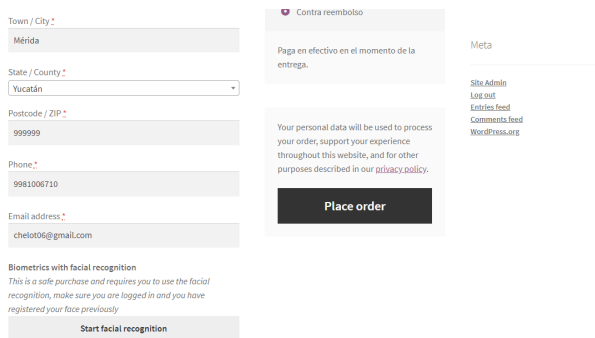 Town / City *
Mérida
State / County *
Yucatán
Postcode / ZIP *
999999
Phone *
9981006710
Email address *
chelot06@gmail.com
Biometrics with facial recognition
This is a safe purchase and requires you to use the facial
recognition, make sure you are logged in and you have
registered your face previously
Start facial recognition
Contra reembolso
Paga en efectivo en el momento de la
entrega.
Your personal data will be used to process
your order, support your experience
throughout this website, and for other
purposes described in our privacy policy.
Place order
Meta
Site Admin
Log out
Entries feed
Comments feed
WordPress.org